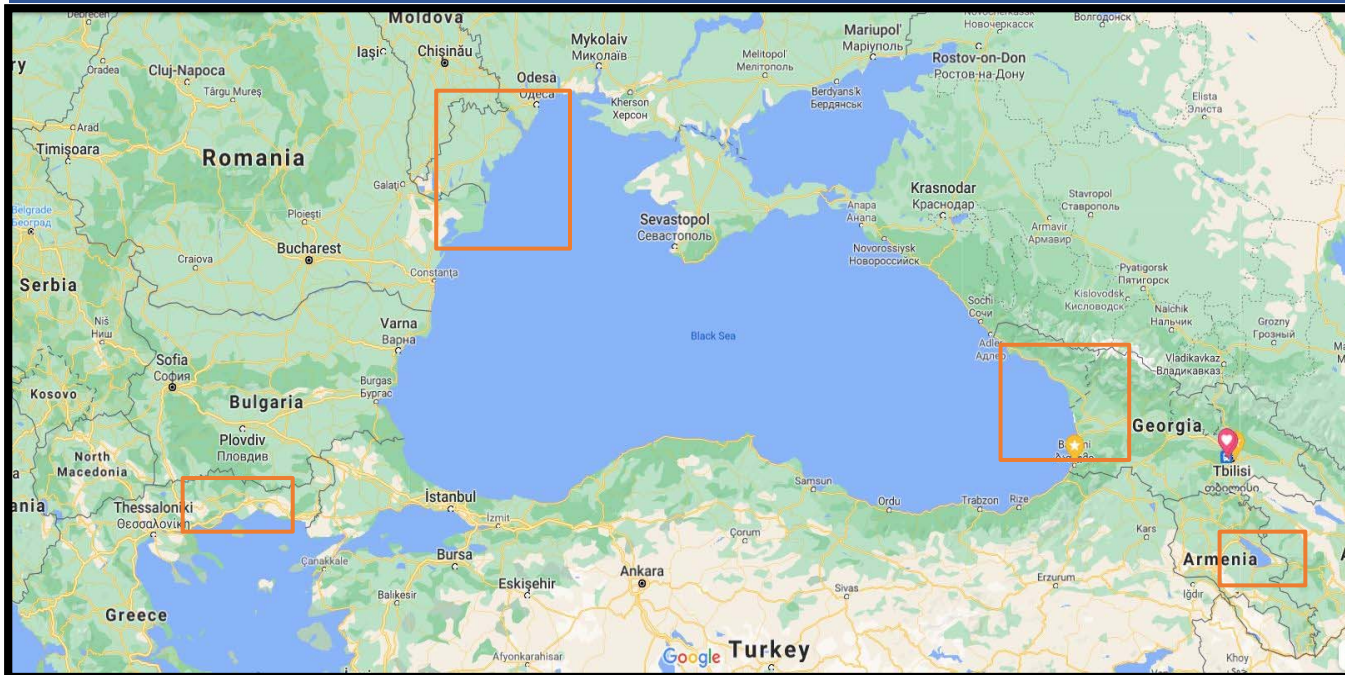 Debrecen
Moldova
Novocherkassk
Новочеркасск
Волгодонск
ry
Oradea
Cluj-Napoca
Târgu Mureș
Iași
Chișinău
Mykolaiv
Миколаїв
Odesa
Одеса
Kherson
Херсон
Melitopol'
Мелітополь
Mariupol'
Маріуполь
Berdyans'k
Бердянськ
Rostov-on-Don
Ростов-на-Дону
Elista
Элиста
Arad
Timișoara
Romania
Galați
Belgrade
Београд
Ploiești
Bucharest
Craiova
Constanța
Sevastopol
Севастополь
Krasnodar
Краснодар
Anapa
Анапа
Novorossiysk
Новороссийск
Stavropol
Ставрополь
Armavir
Армавир
Pyatigorsk
Пятигорск
Kislovodsk
Кисловодск
Nalchik
Нальчик
Grozny
Грозный
Serbia
Niš
Ниш
Varna
Варна
Black Sea
Sochi
Сочи
Adler
Адлер
Vladikavkaz
Владикавказ
Sofia
София
Kosovo
Burgas
Бургас
Bulgaria
Plovdiv
Пловдив
North
Macedonia
Georgia
Tbilisi
თბილისი
ania
Thessaloniki
Θεσσαλονίκη
İstanbul
İzmit
Samsun
Ordu
Trabzon
Rize
Kars
Çanakkale
Bursa
Çorum
Armenia
A
Greece
Balıkesir
Eskişehir
Ankara
Sivas
Erzurum
Iğdır
Afyonkarahisar
Google
Turkey
Khoy